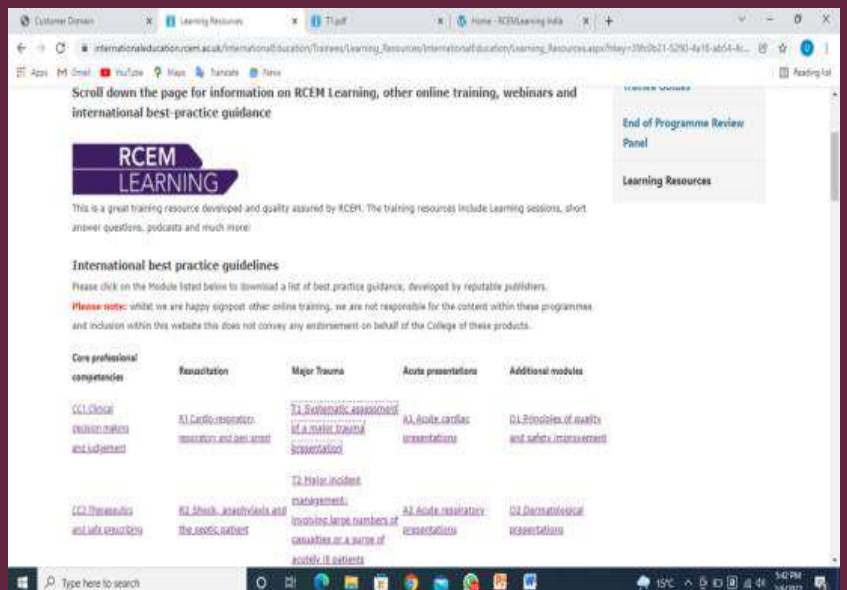 Customer Domain
Learning Resources
T1.pdf
Home - RCEMLearning India
Apps Gmail YouTube Maps Translate News
Reading list
Scroll down the page for information on RCEM Learning, other online training, webinars and
international best-practice guidance
Trainee Guides
End of Programme Review
Panel
Learning Resources
RCEM
LEARNING
This is a great training resource developed and quality assured by RCEM. The training resources include Learning sessions, short
answer questions, podcasts and much more!
International best practice guidelines
Please click on the Module listed below to download a list of best practice guidance, developed by reputable publishers.
Please note: whilst we are happy signpost other online training, we are not responsible for the content within these programmes
and inclusion within this website this does not convey any endorsement on behalf of the College of these products.
Core professional
competencies
Resuscitation
Major Trauma
Acute presentations
Additional modules
CC1 Clinical
decision making
and judgement
R1 Cardio-respiratory,
respiratory and peri arrest
T1 Systematic assessment
of a major trauma
presentation
A1 Acute cardiac
presentations
O1 Principles of quality
and safety improvement
CC2 Therapeutics
and safe prescribing
R2 Shock, anaphylaxis and
the septic patient
T2 Major incident
management:
involving large numbers of
casualties or a surge of
acutely ill patients
A2 Acute respiratory
presentations
O2 Dermatological
presentations
Type here to search
15°C
5:42 PM